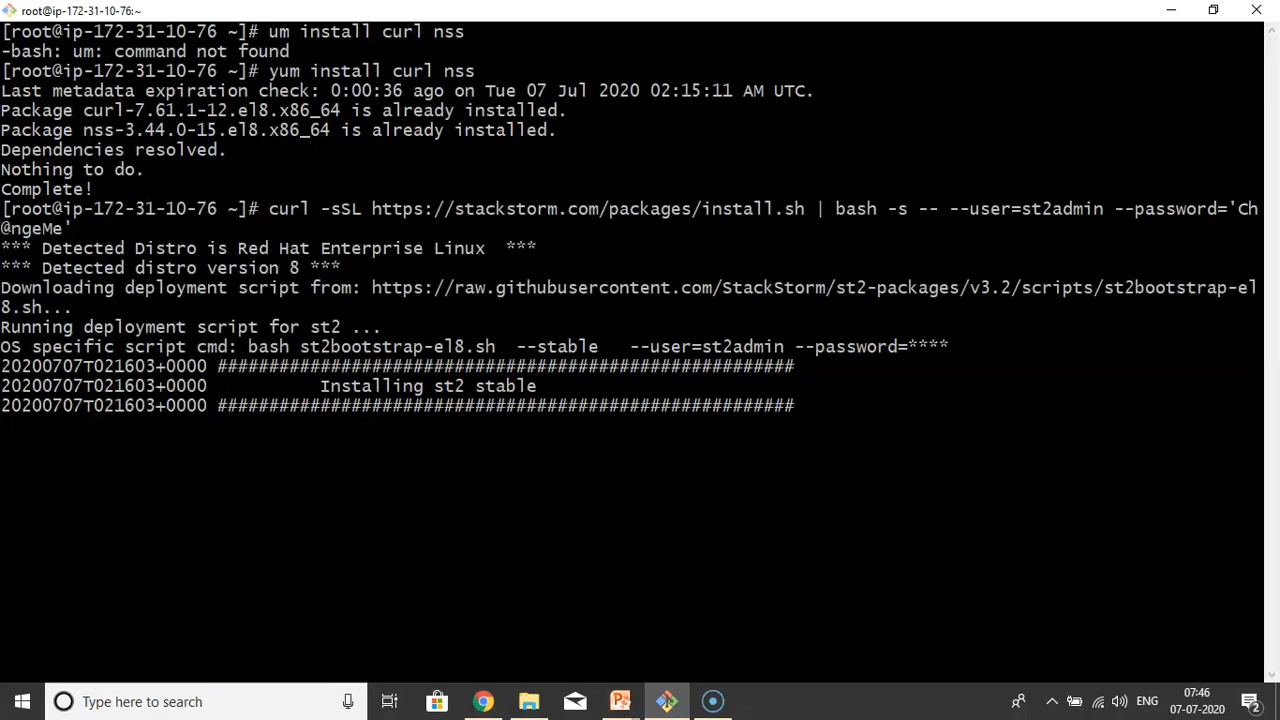 root@ip-172-31-10-76:~
[root@ip-172-31-10-76 ~]# um install curl nss
-bash: um: command not found
[root@ip-172-31-10-76 ~]# yum install curl nss
Last metadata expiration check: 0:00:36 ago on Tue 07 Jul 2020 02:15:11 AM UTC.
Package curl-7.61.1-12.el8.x86_64 is already installed.
Package nss-3.44.0-15.el8.x86_64 is already installed.
Dependencies resolved.
Nothing to do.
Complete!
[root@ip-172-31-10-76 ~]# curl -sSL https://stackstorm.com/packages/install.sh | bash -s -- --user=st2admin --password='Ch
@ngeMe'
*** Detected Distro is Red Hat Enterprise Linux  ***
*** Detected distro version 8 ***
Downloading deployment script from: https://raw.githubusercontent.com/StackStorm/st2-packages/v3.2/scripts/st2bootstrap-el
8.sh...
Running deployment script for st2 ...
OS specific script cmd: bash st2bootstrap-el8.sh  --stable   --user=st2admin --password=****
20200707T021603+0000 ########################################################
20200707T021603+0000           Installing st2 stable
20200707T021603+0000 ########################################################
Type here to search
ENG
07:46
07-07-2020
2